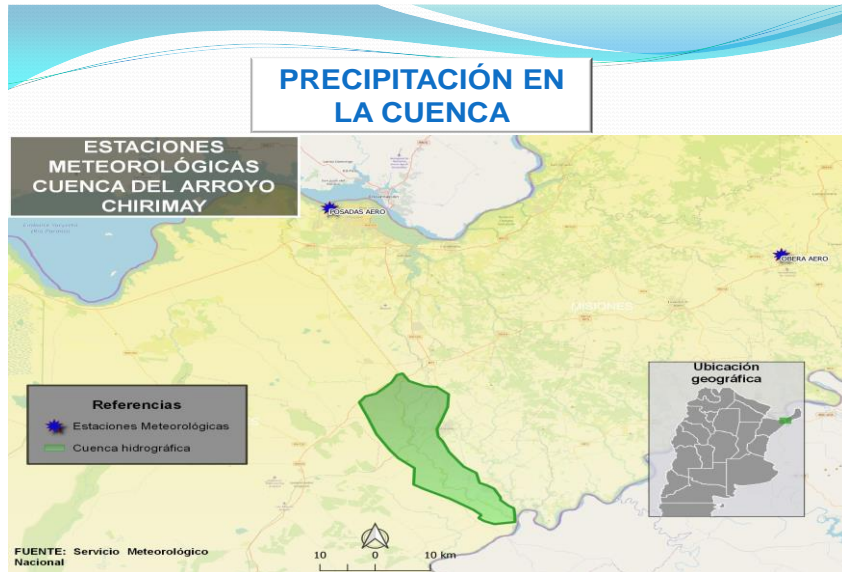 PRECIPITACIÓN EN
LA CUENCA
ESTACIONES
METEOROLÓGICAS
CUENCA DEL ARROYO
CHIRIMAY
POSADAS AERO
OBERA AERO
MISIONES
Ubicación
geográfica
Referencias
Estaciones Meteorológicas
Cuenca hidrográfica
FUENTE: Servicio Meteorológico
Nacional
10 0 10 km